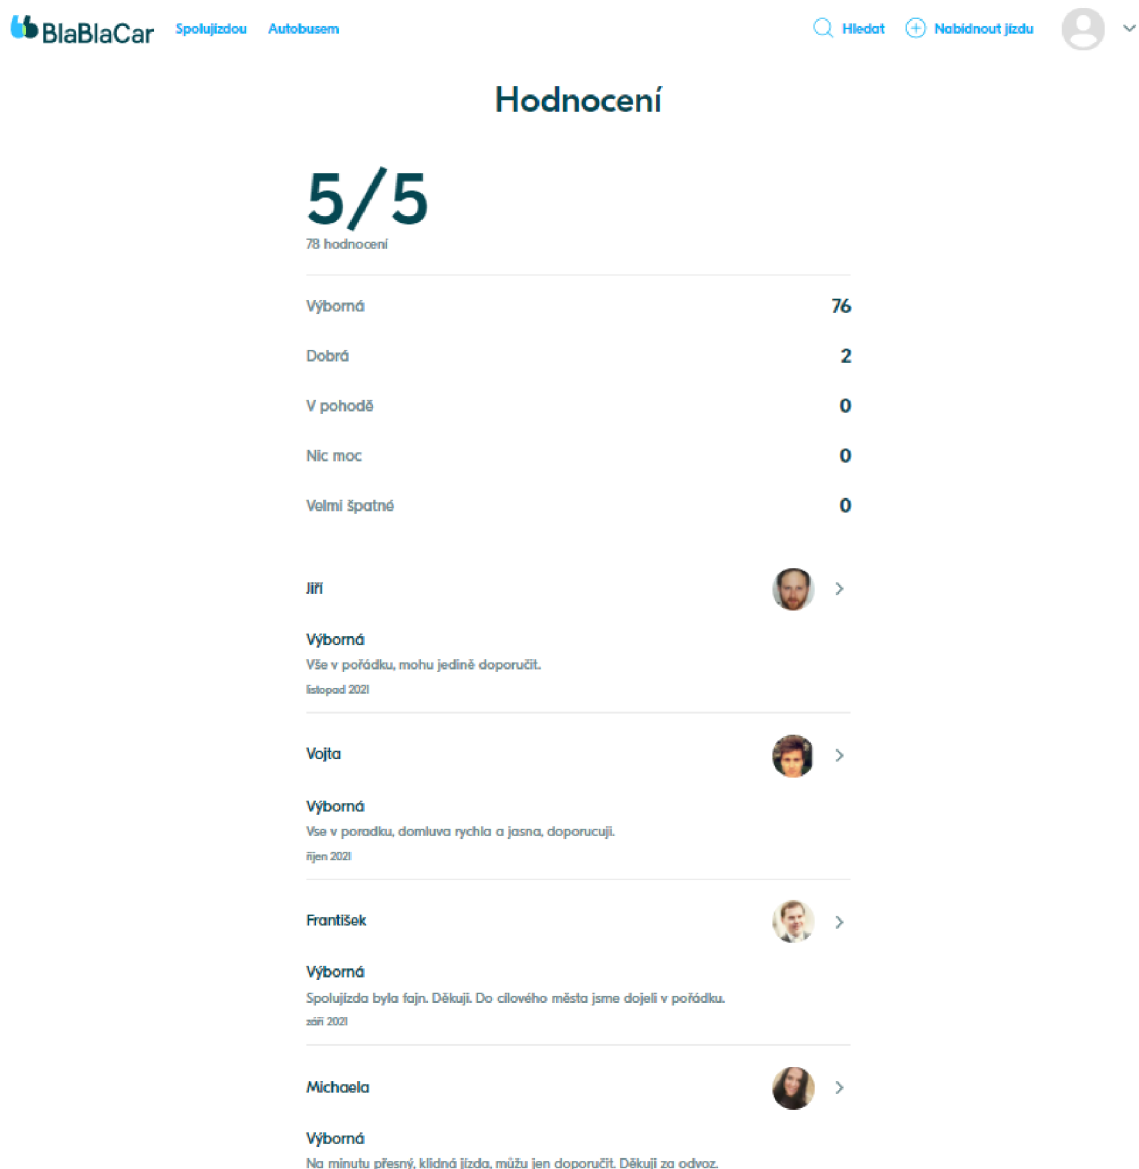 BlaBlaCar Spolujízdou Autobusem Hledat Nabídnout jízdu
Hodnocení
5/5
78 hodnocení
Výborná 76
Dobrá 2
V pohodě 0
Nic moc 0
Velmi špatné 0
Jiří
Výborná
Vše v pořádku, mohu jedině doporučit.
listopad 2021
Vojta
Výborná
Vse v poradku, domluva rychla a jasna, doporucuji.
říjen 2021
František
Výborná
Spolujízda byla fajn. Děkuji. Do cílového města jsme dojeli v pořádku.
září 2021
Michaela
Výborná
Na minutu přesný, klidná jízda, můžu jen doporučit. Děkuji za odvoz.